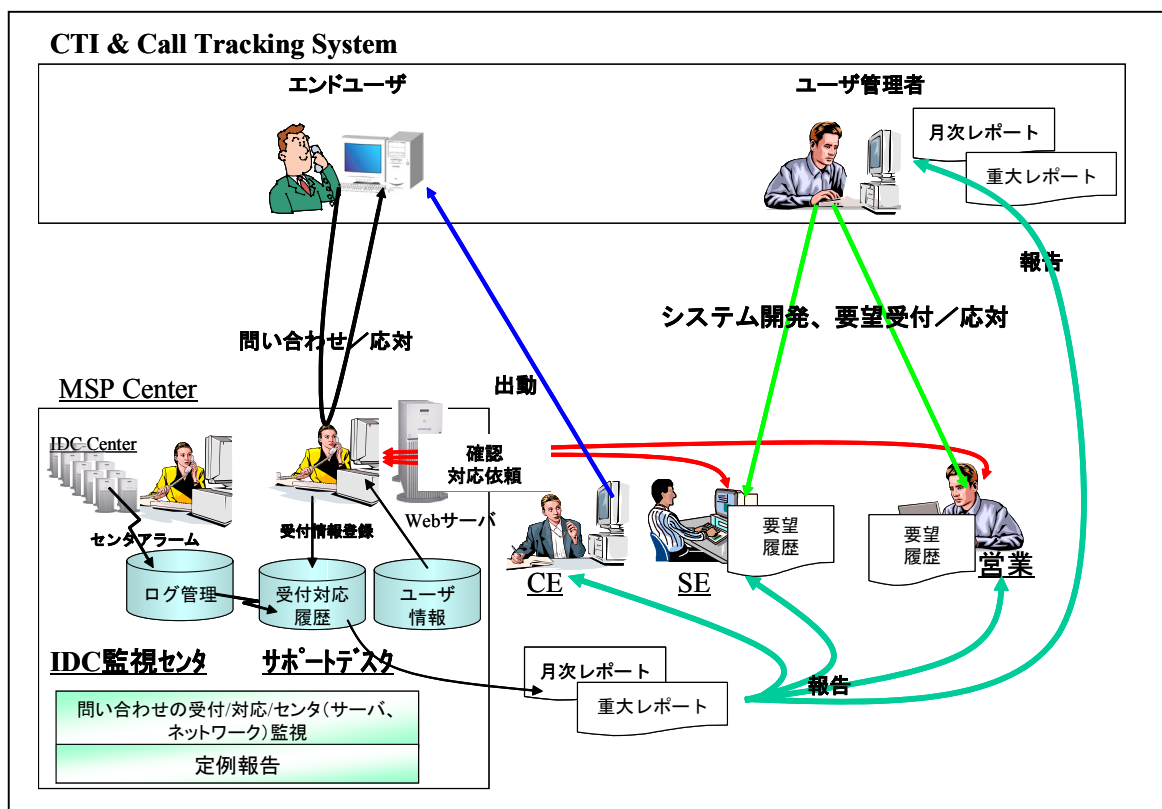 CTI & Call Tracking System
エンドユーザ
ユーザ管理者
月次レポート
重大レポート
報告
問い合わせ／応対
システム開発、要望受付／応対
出動
MSP Center
IDC Center
確認
対応依頼
Webサーバ
センタアラーム
受付情報登録
要望
履歴
要望
履歴
CE
SE
営業
ログ管理
受付対応
履歴
ユーザ
情報
IDC監視ｾﾝﾀ
ｻﾎﾟｰﾄﾃﾞｽｸ
月次レポート
重大レポート
報告
問い合わせの受付/対応/センタ（サーバ、
ネットワーク）監視
定例報告